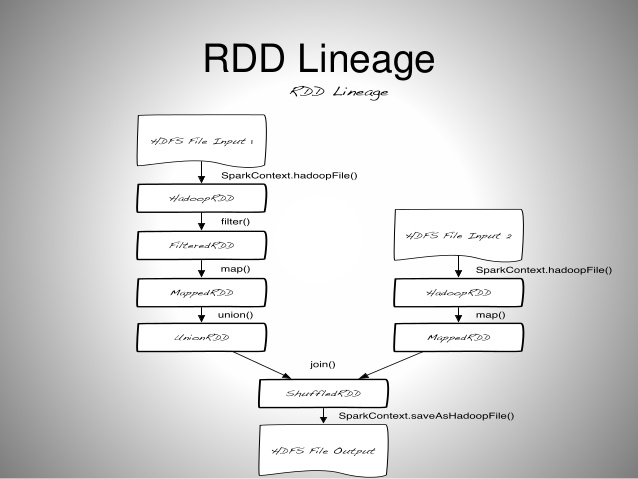 RDD Lineage
RDD Lineage
HDFS File Input 1
SparkContext.hadoopFile()
HadoopRDD
filter()
FilteredRDD
map()
MappedRDD
union()
UnionRDD
HDFS File Input 2
SparkContext.hadoopFile()
HadoopRDD
map()
MappedRDD
join()
ShuffledRDD
SparkContext.saveAsHadoopFile()
HDFS File Output